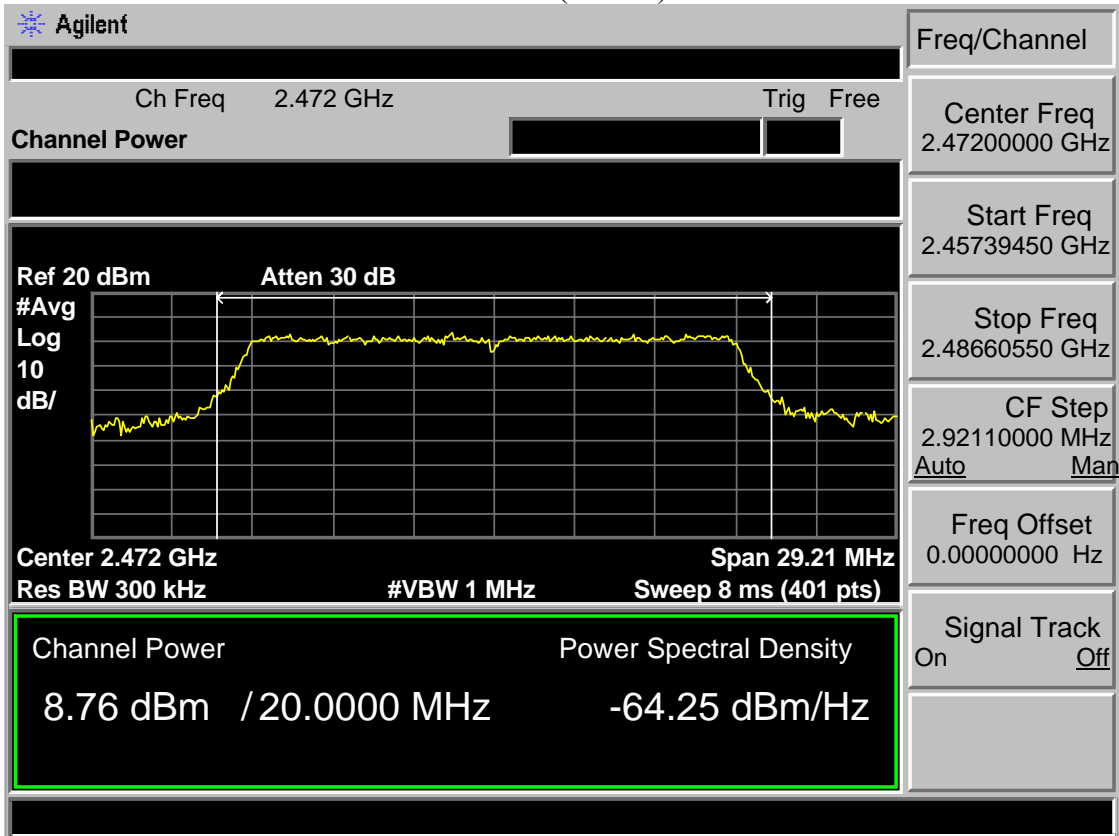 Agilent
Freq/Channel
Ch Freq 2.472 GHz Trig Free
Channel Power
Center Freq
2.47200000 GHz
Start Freq
2.45739450 GHz
Stop Freq
2.48660550 GHz
CF Step
2.92110000 MHz
Auto Man
Freq Offset
0.00000000 Hz
Signal Track
On Off
Ref 20 dBm Atten 30 dB
#Avg
Log
10
dB/
Center 2.472 GHz Span 29.21 MHz
Res BW 300 kHz #VBW 1 MHz Sweep 8 ms (401 pts)
Channel Power Power Spectral Density
8.76 dBm / 20.0000 MHz -64.25 dBm/Hz